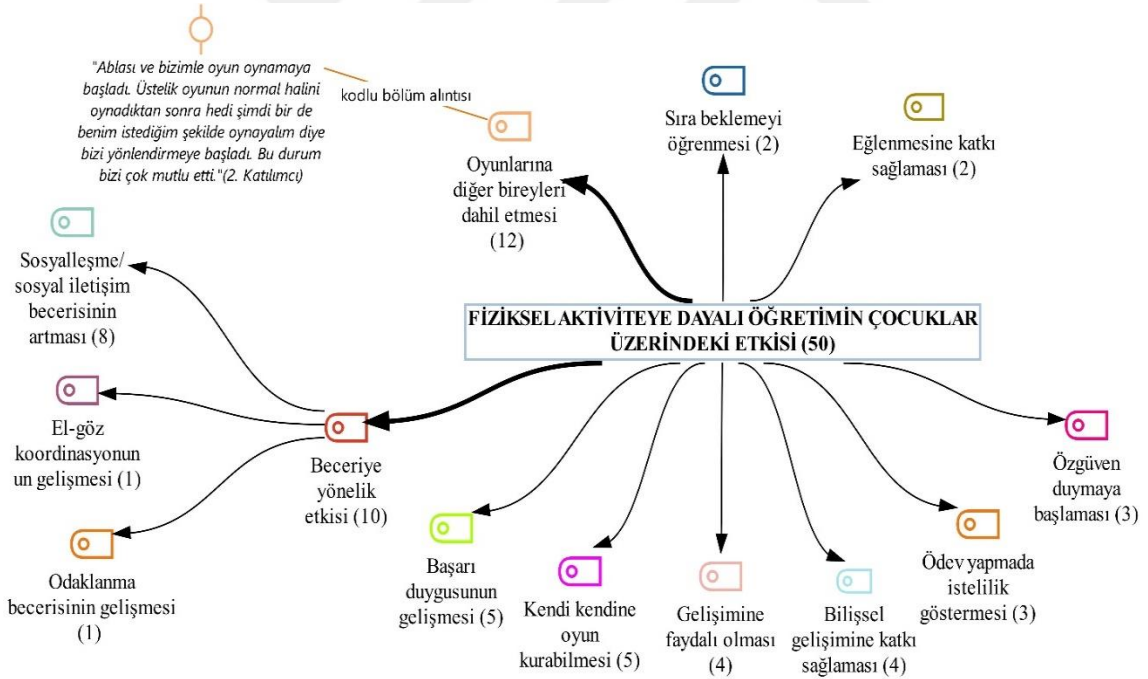 "Ablası ve bizimle oyun oynamaya
başladı. Üstelik oyunun normal halini
oynadıktan sonra hedi şimdi bir de
benim istediğim şekilde oynayalım diye
bizi yönlendirmeye başladı. Bu durum
bizi çok mutlu etti."(2. Katılımcı)
kodlu bölüm alıntısı
Oyunlarına
diğer bireyleri
dahil etmesi
(12)
Sıra beklemeyi
öğrenmesi (2)
Eğlenmesine katkı
sağlaması (2)
FİZİKSEL AKTİVİTEYE DAYALI ÖĞRETİMİN ÇOCUKLAR
ÜZERİNDEKİ ETKİSİ (50)
Sosyalleşme/
sosyal iletişim
becerisinin
artması (8)
El-göz
koordinasyonun
un gelişmesi (1)
Odaklanma
becerisinin gelişmesi
(1)
Beceriye
yönelik
etkisi (10)
Başarı
duygusunun
gelişmesi (5)
Kendi kendine
oyun
kurabilmesi (5)
Gelişimine
faydalı olması
(4)
Bilişsel
gelişimine katkı
sağlaması (4)
Ödev yapmada
istelilik
göstermesi (3)
Özgüven
duymaya
başlaması (3)